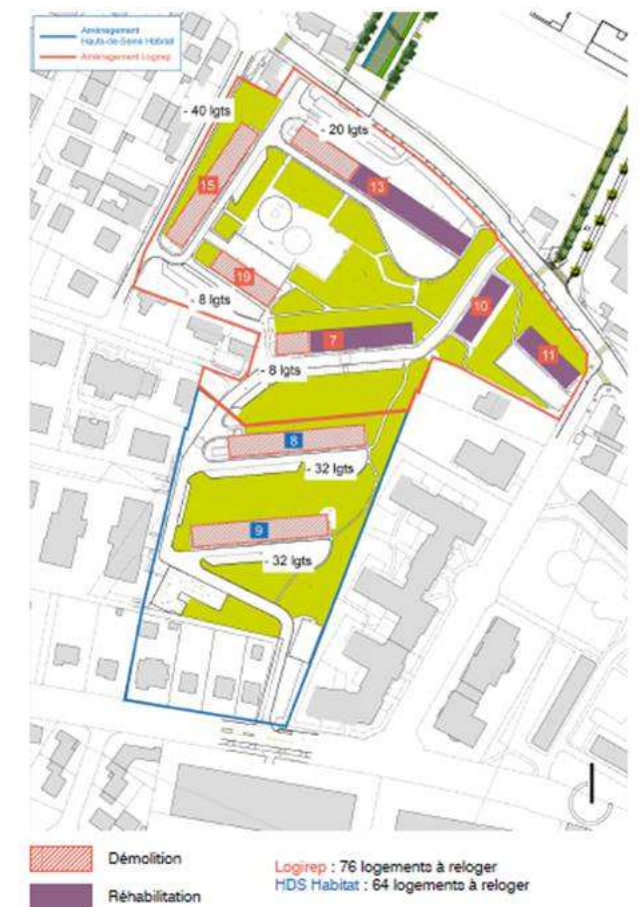 Aménagement
Hauts-de-Seine Habitat
Aménagement Logirep
- 40 lgts
- 20 lgts
15
13
19
- 8 lgts
10
7
11
- 8 lgts
8
- 32 lgts
9
- 32 lgts
Démolition
Réhabilitation
Logirep : 76 logements à reloger
HDS Habitat : 64 logements à reloger